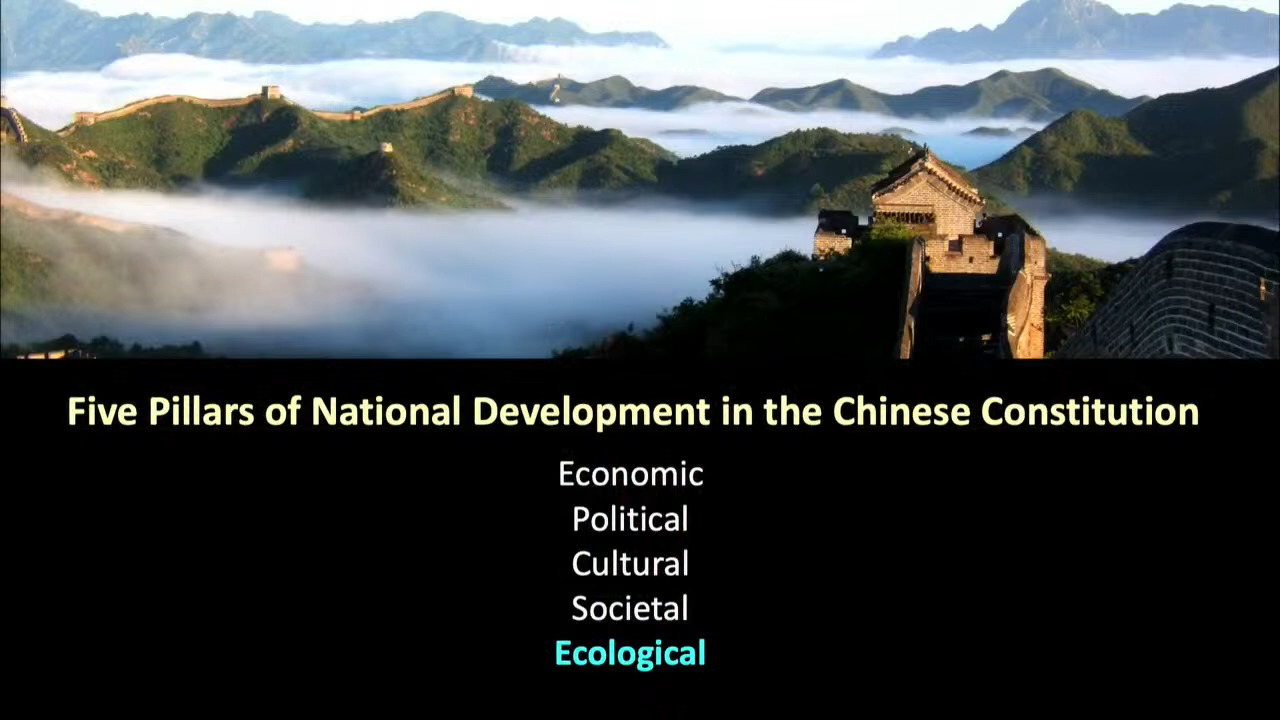 Five Pillars of National Development in the Chinese Constitution
Economic
Political
Cultural
Societal
Ecological